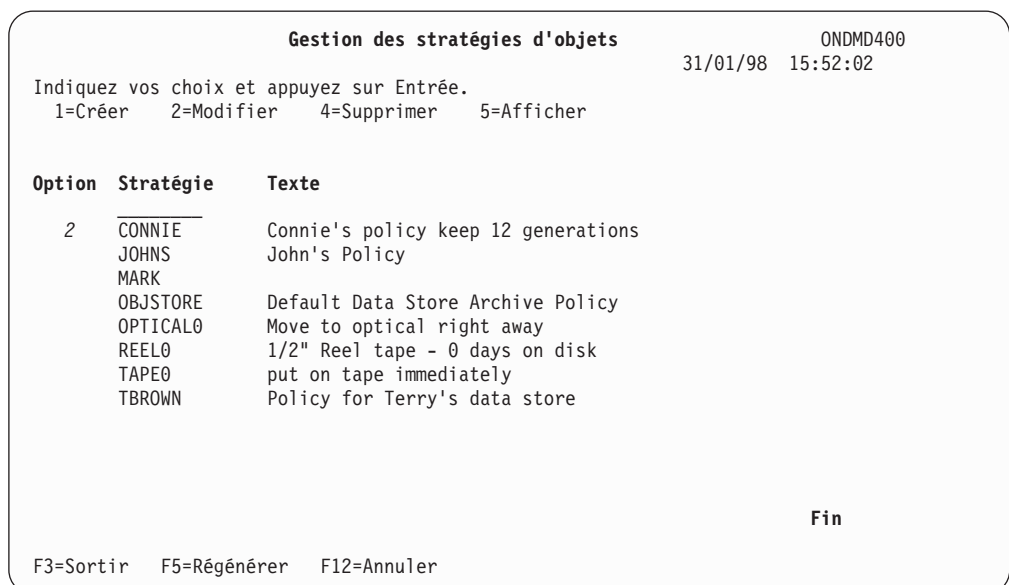 Gestion des stratégies d'objets ONDMD400
31/01/98 15:52:02
Indiquez vos choix et appuyez sur Entrée.
1=Créer 2=Modifier 4=Supprimer 5=Afficher
Option Stratégie Texte
________
2 CONNIE Connie's policy keep 12 generations
JOHNS John's Policy
MARK
OBJSTORE Default Data Store Archive Policy
OPTICAL0 Move to optical right away
REEL0 1/2" Reel tape - 0 days on disk
TAPE0 put on tape immediately
TBROWN Policy for Terry's data store
Fin
F3=Sortir F5=Régénérer F12=Annuler